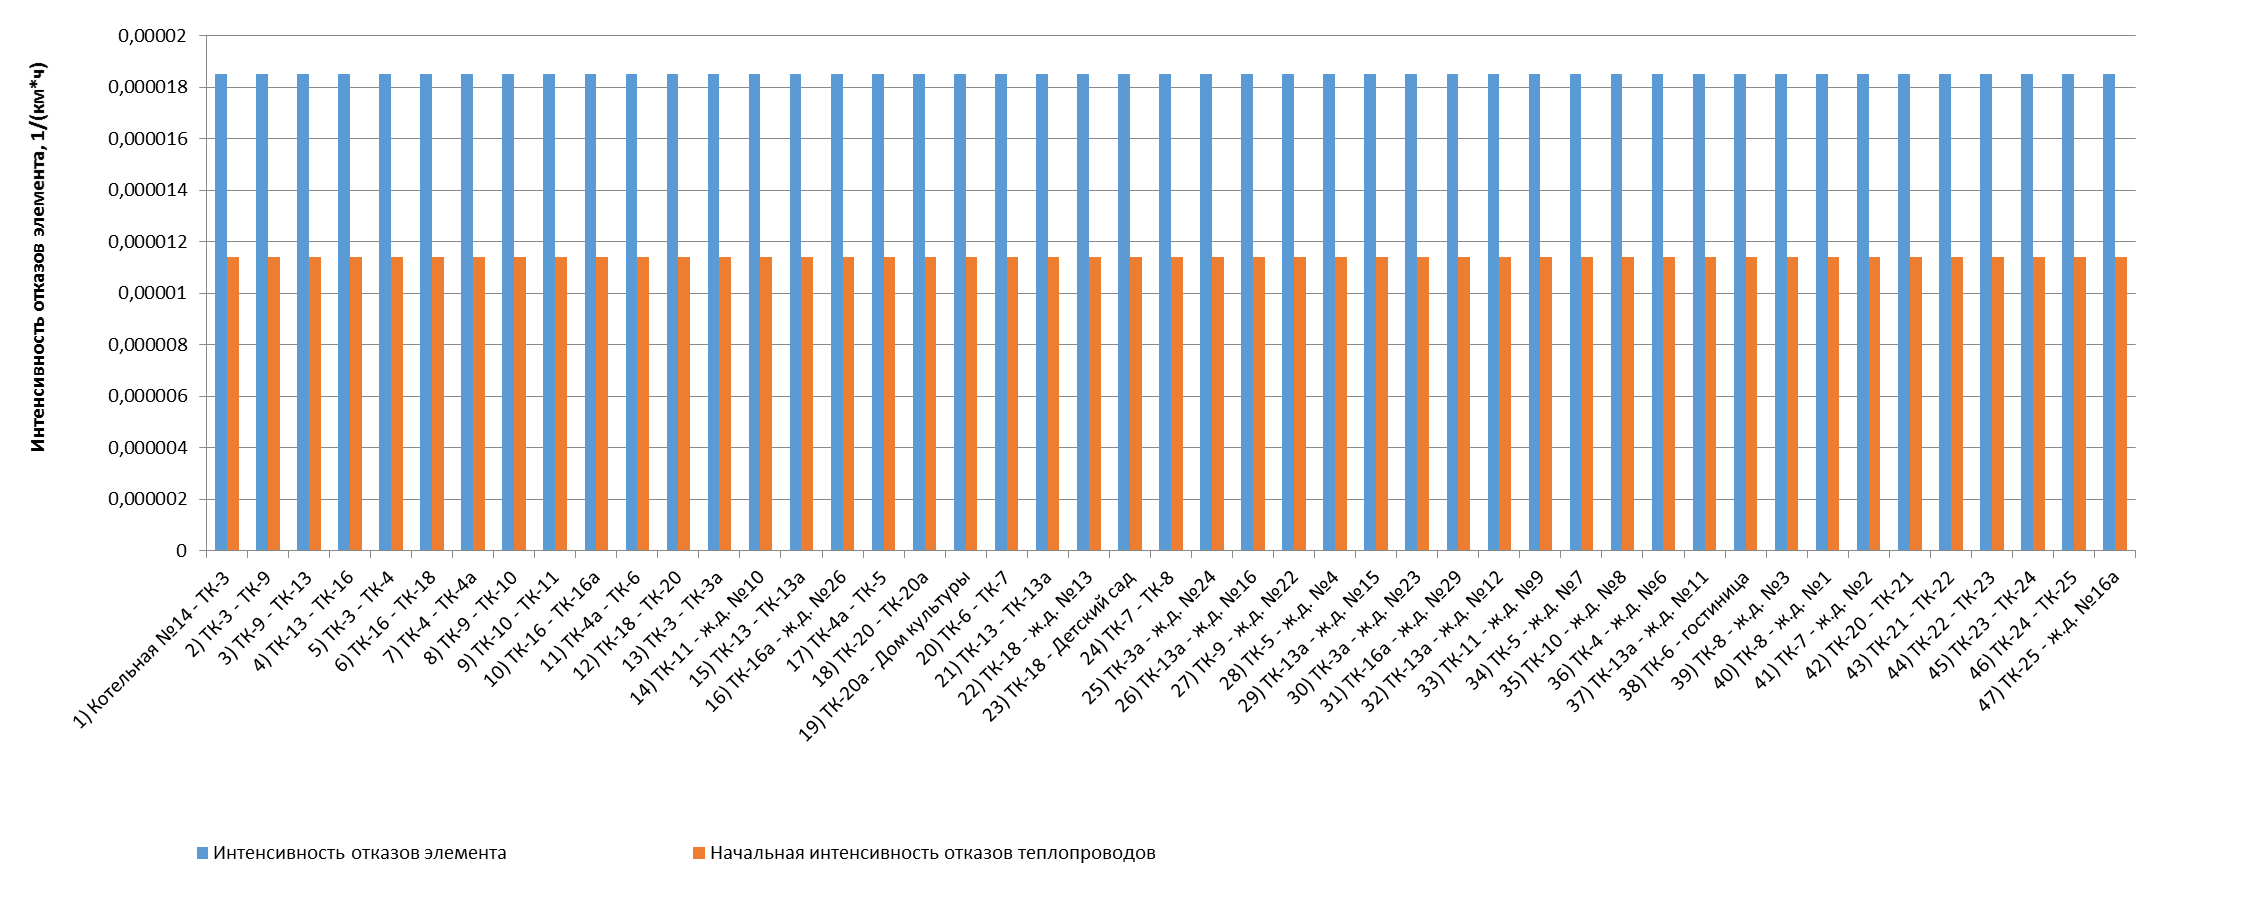 Интенсивность отказов элемента, 1/(км*ч)
0,00002
0,000018
0,000016
0,000014
0,000012
0,00001
0,000008
0,000006
0,000004
0,000002
0
1) Котельная №14 - ТК-3
2) ТК-3 - ТК-9
3) ТК-9 - ТК-13
4) ТК-13 - ТК-16
5) ТК-3 - ТК-4
6) ТК-16 - ТК-18
7) ТК-4 - ТК-4а
8) ТК-9 - ТК-10
9) ТК-10 - ТК-11
10) ТК-16 - ТК-16а
11) ТК-4а - ТК-6
12) ТК-18 - ТК-20
13) ТК-3 - ТК-3а
14) ТК-11 - ж.д. №10
15) ТК-13 - ТК-13а
16) ТК-16а - ж.д. №26
17) ТК-4а - ТК-5
18) ТК-20 - ТК-20а
19) ТК-20а - Дом культуры
20) ТК-6 - ТК-7
21) ТК-13 - ТК-13а
22) ТК-18 - ж.д. №13
23) ТК-18 - Детский сад
24) ТК-7 - ТК-8
25) ТК-3а - ж.д. №24
26) ТК-13а - ж.д. №16
27) ТК-9 - ж.д. №22
28) ТК-5 - ж.д. №4
29) ТК-13а - ж.д. №15
30) ТК-3а - ж.д. №23
31) ТК-16а - ж.д. №29
32) ТК-13а - ж.д. №12
33) ТК-11 - ж.д. №9
34) ТК-5 - ж.д. №7
35) ТК-10 - ж.д. №8
36) ТК-4 - ж.д. №6
37) ТК-13а - ж.д. №11
38) ТК-6 - гостиница
39) ТК-8 - ж.д. №3
40) ТК-8 - ж.д. №1
41) ТК-7 - ж.д. №2
42) ТК-20 - ТК-21
43) ТК-21 - ТК-22
44) ТК-22 - ТК-23
45) ТК-23 - ТК-24
46) ТК-24 - ТК-25
47) ТК-25 - ж.д. №16а
Интенсивность отказов элемента
Начальная интенсивность отказов теплопроводов